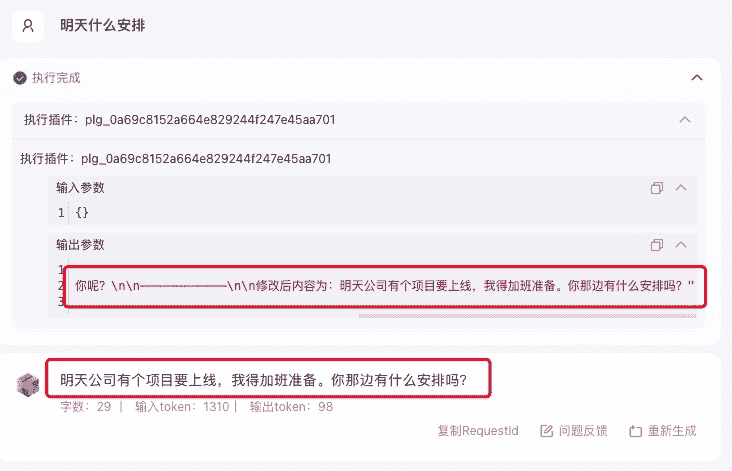 明天什么安排
执行完成
执行插件：plg_0a69c8152a664e829244f247e45aa701
执行插件：plg_0a69c8152a664e829244f247e45aa701
输入参数
1 {}
输出参数
1
2 你呢？\n\n——————————\n\n修改后内容为：明天公司有个项目要上线，我得加班准备。你那边有什么安排吗？"
3
明天公司有个项目要上线，我得加班准备。你那边有什么安排吗？
字数：29 | 输入token：1310 | 输出token：98
复制RequestId 问题反馈 重新生成